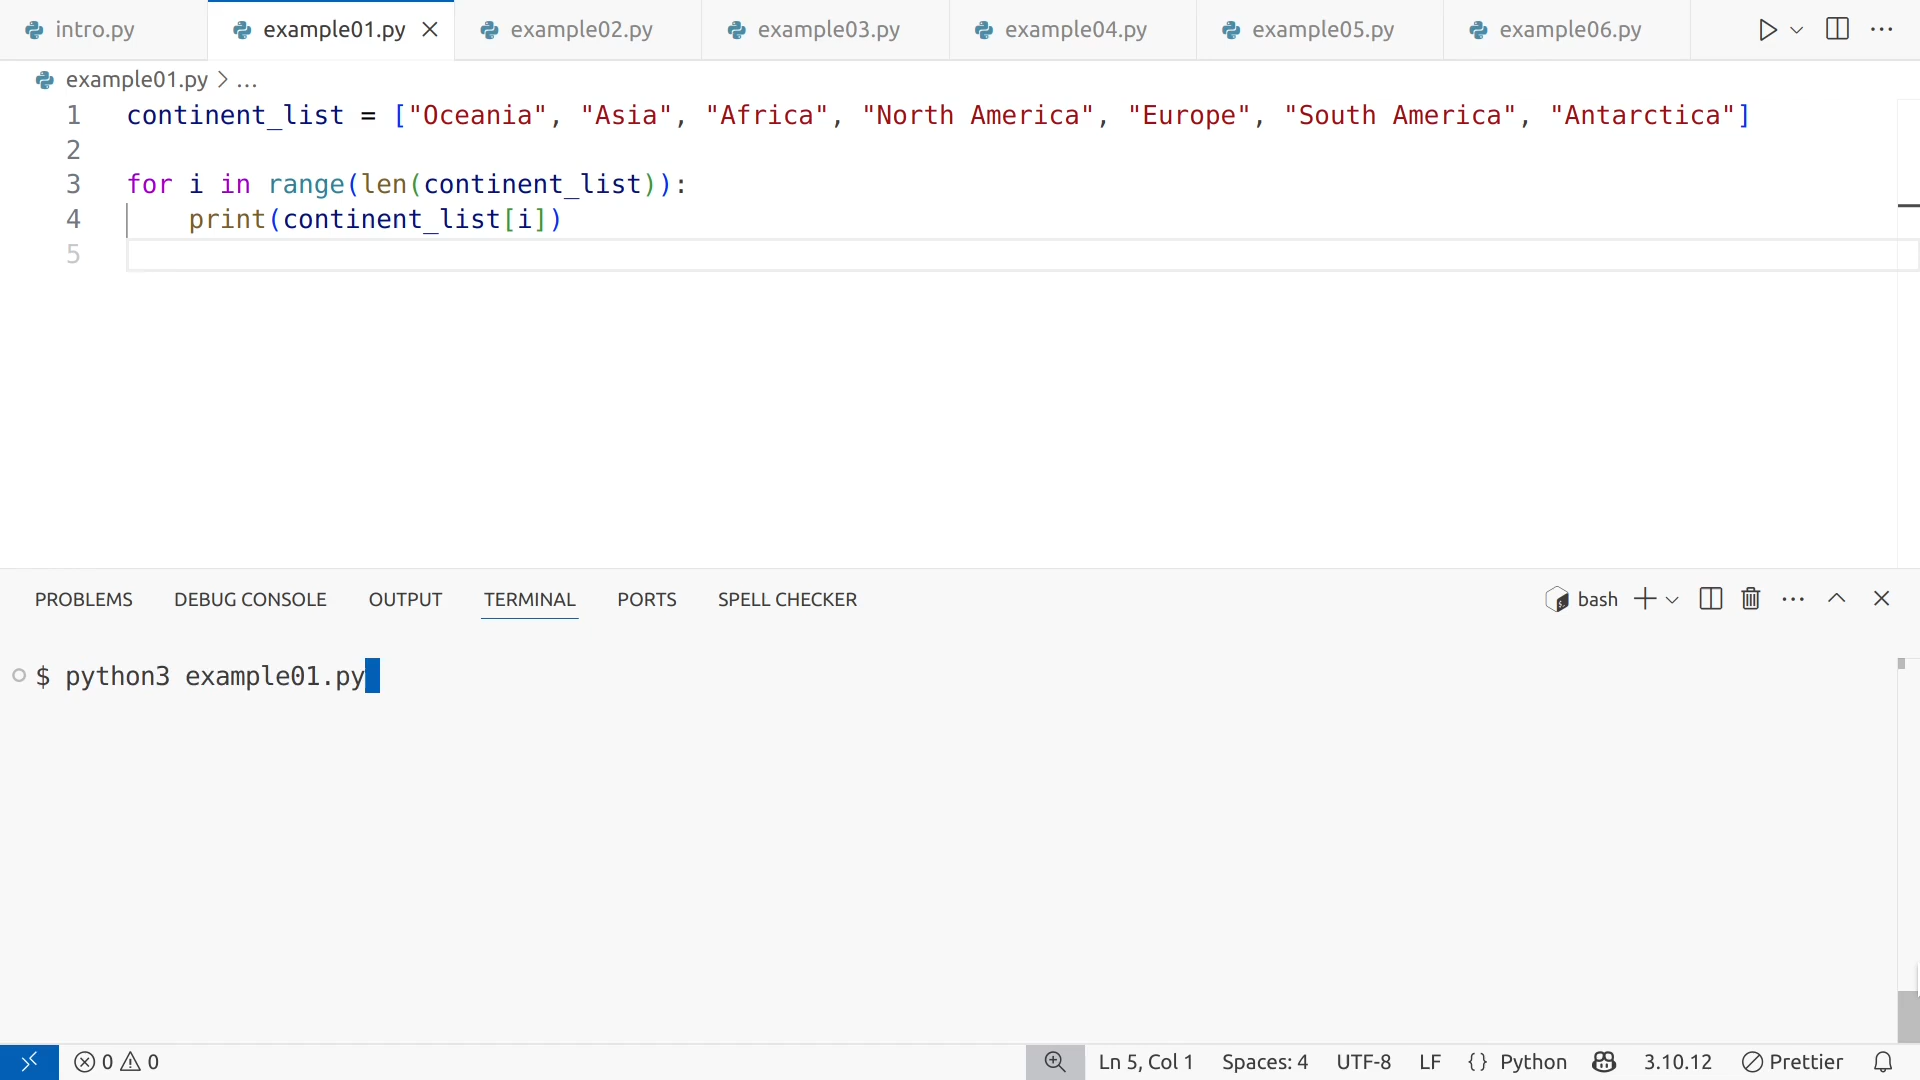 intro.py example01.py example02.py example03.py example04.py example05.py example06.py
example01.py > ...
1 continent_list = ["Oceania", "Asia", "Africa", "North America", "Europe", "South America", "Antarctica"]
2
3 for i in range(len(continent_list)):
4     print(continent_list[i])
5
PROBLEMS DEBUG CONSOLE OUTPUT TERMINAL PORTS SPELL CHECKER bash
$ python3 example01.py
0 0 Ln 5, Col 1 Spaces: 4 UTF-8 LF {} Python 3.10.12 Prettier